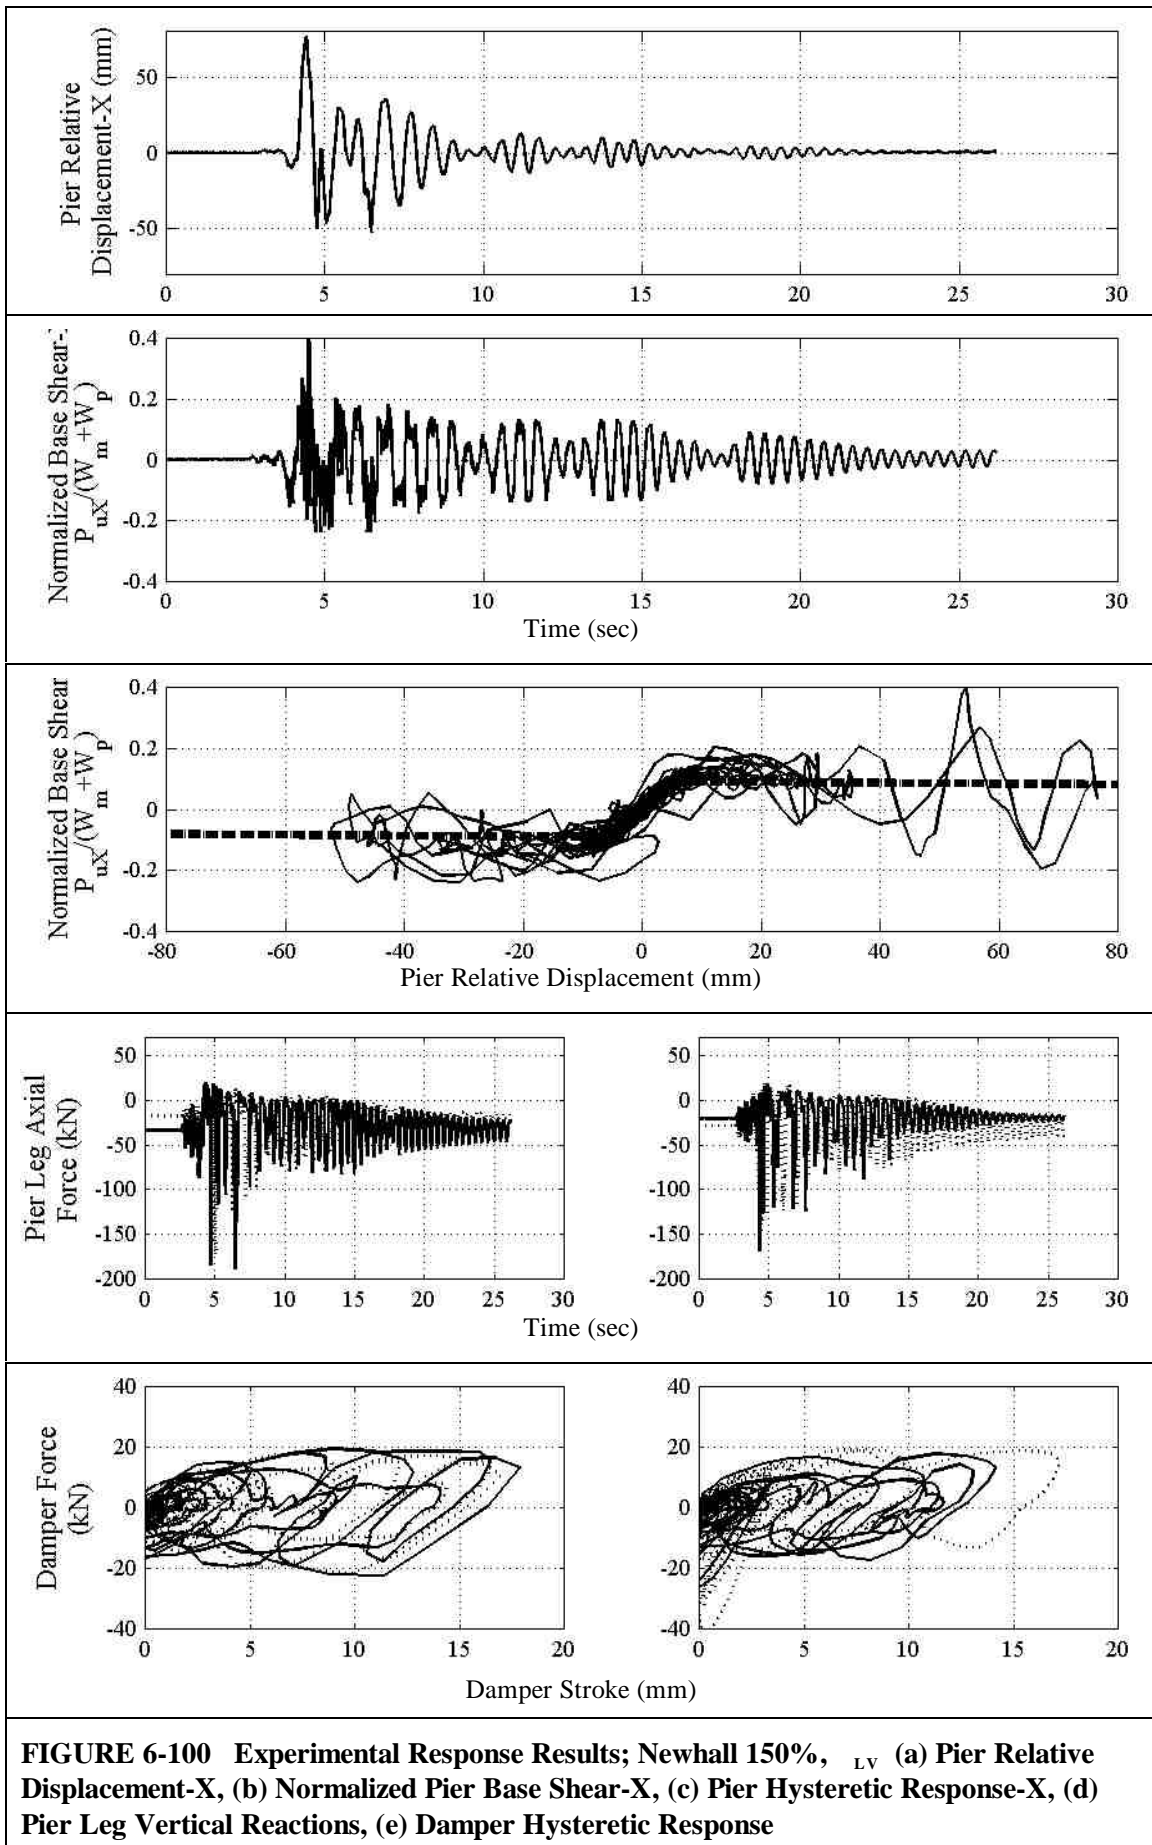 Pier Relative
Displacement-X (mm)
50
0
-50
0 5 10 15 20 25 30
Normalized Base Shear-
P uX /(W m +W p )
0.4
0.2
0
-0.2
-0.4
0 5 10 15 20 25 30
Time (sec)
Normalized Base Shear
P uX /(W m +W p )
0.4
0.2
0
-0.2
-0.4
-80 -60 -40 -20 0 20 40 60 80
Pier Relative Displacement (mm)
Pier Leg Axial
Force (kN)
50
0
-50
-100
-150
-200
0 5 10 15 20 25 30
50
0
-50
-100
-150
-200
0 5 10 15 20 25 30
Time (sec)
Damper Force
(kN)
40
20
0
-20
-40
0 5 10 15 20
40
20
0
-20
-40
0 5 10 15 20
Damper Stroke (mm)
FIGURE 6-100 Experimental Response Results; Newhall 150%, LV (a) Pier Relative
Displacement-X, (b) Normalized Pier Base Shear-X, (c) Pier Hysteretic Response-X, (d)
Pier Leg Vertical Reactions, (e) Damper Hysteretic Response